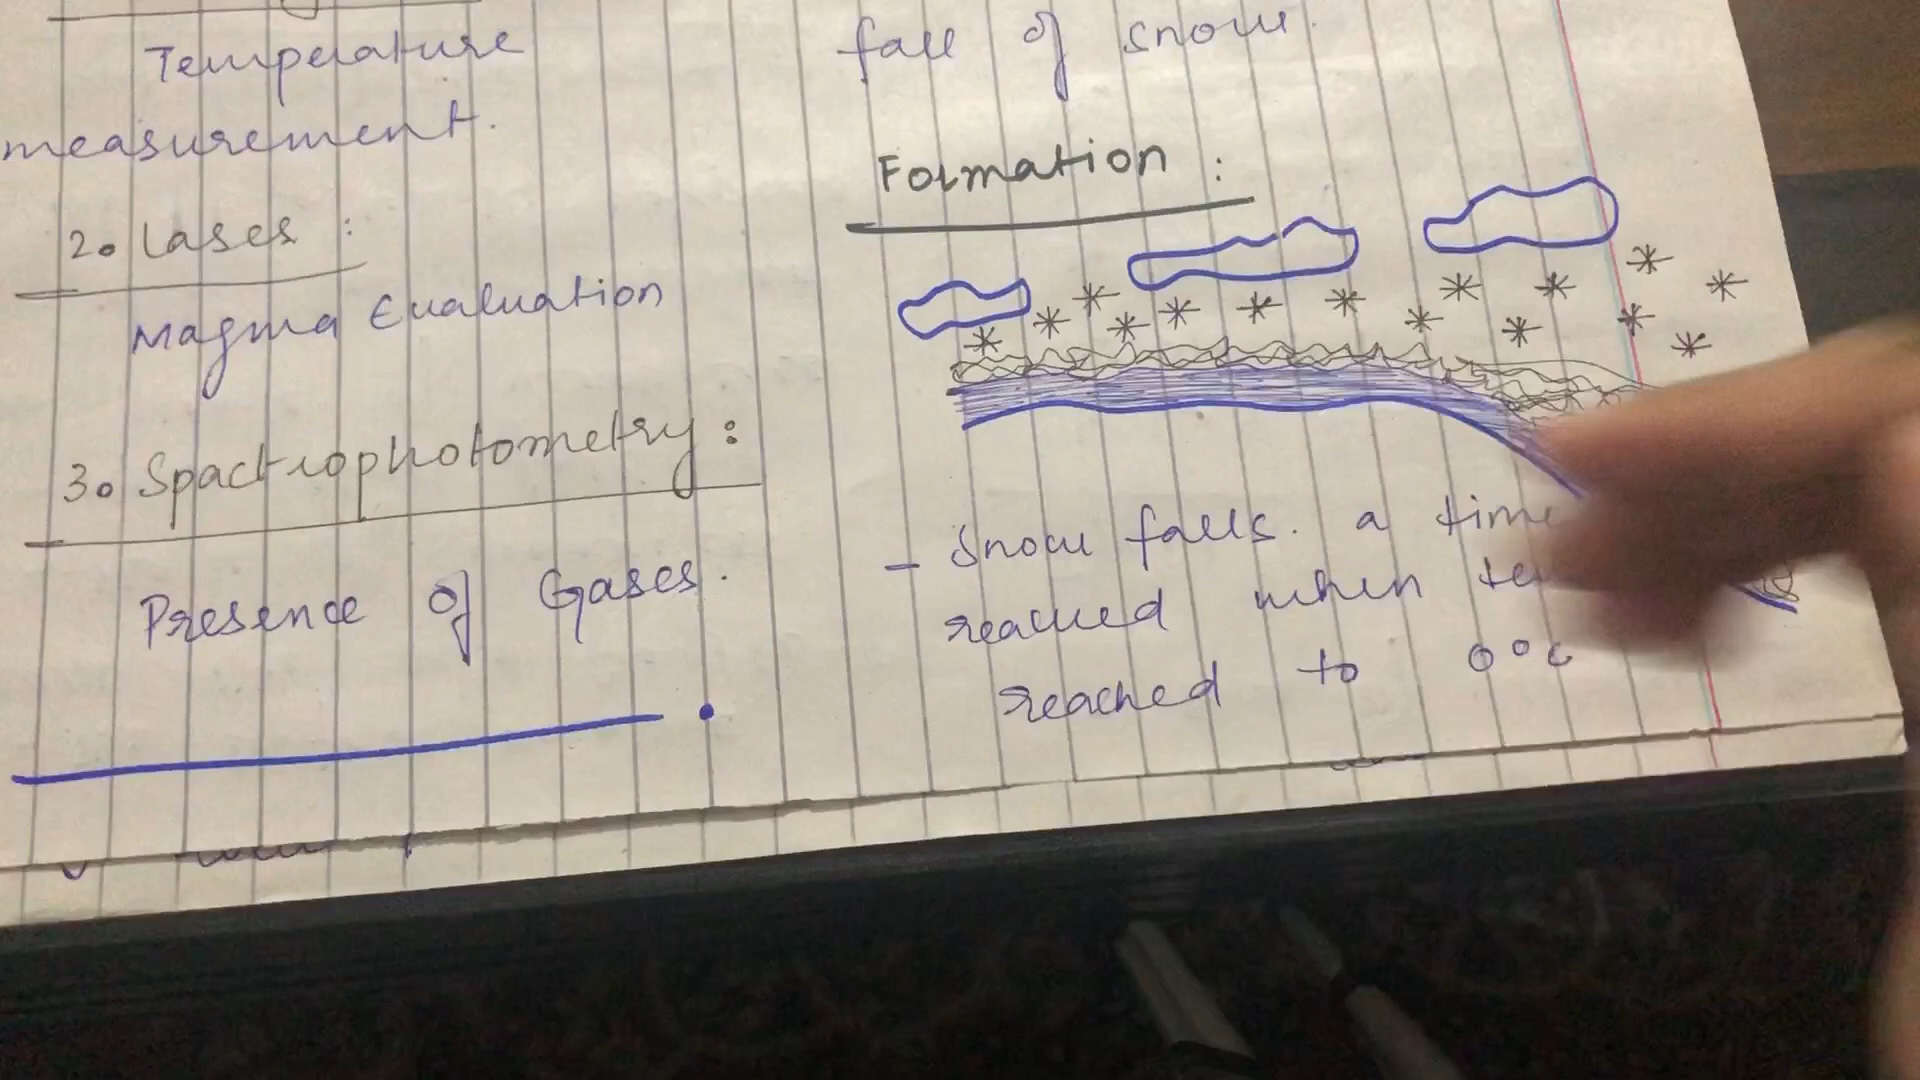 Temperature
measurement.
2. Lases :
Magma Evaluation
3. Spactrophotometry :
Presence of Gases.
fall of snow.
Formation :
- Snow falls. a time
reached when
reached to 0°C